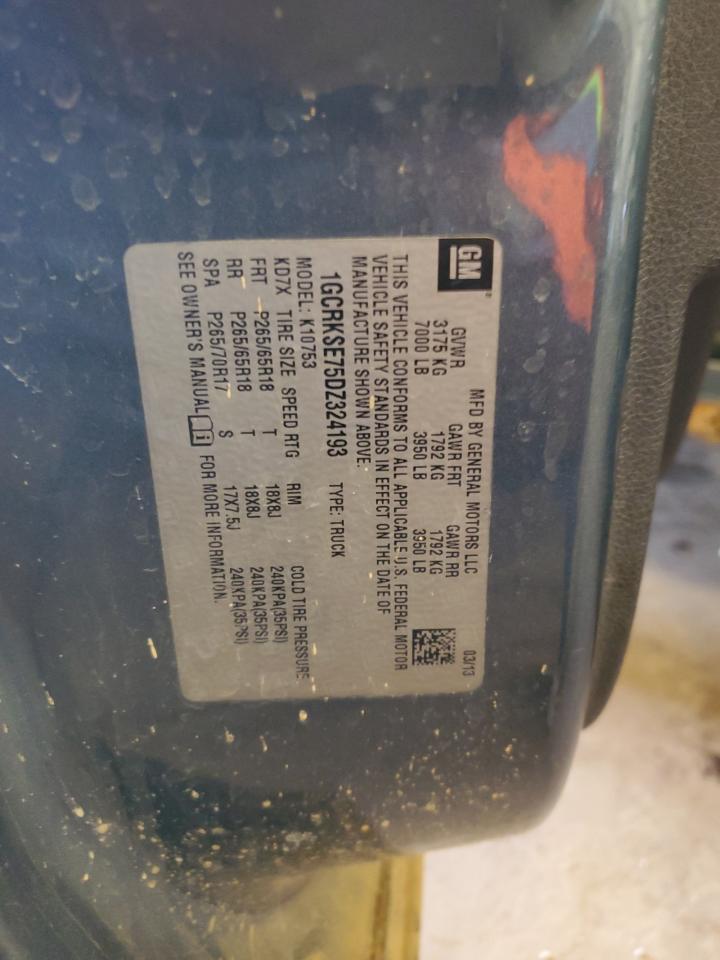 GM
MFD BY GENERAL MOTORS LLC 03/13
GVWR GAWR FRT GAWR RR
3175 KG 1792 KG 1792 KG
7000 LB 3950 LB 3950 LB
THIS VEHICLE CONFORMS TO ALL APPLICABLE U.S. FEDERAL MOTOR
VEHICLE SAFETY STANDARDS IN EFFECT ON THE DATE OF
MANUFACTURE SHOWN ABOVE.
1GCRKSE75DZ324193 TYPE: TRUCK
MODEL: K10753
KD7X TIRE SIZE SPEED RTG RIM COLD TIRE PRESSURE
FRT P265/65R18 T 18X8J 240KPA(35PSI)
RR P265/65R18 T 18X8J 240KPA(35PSI)
SPA P265/70R17 S 17X7.5J 240KPA(35PSI)
SEE OWNER'S MANUAL FOR MORE INFORMATION.